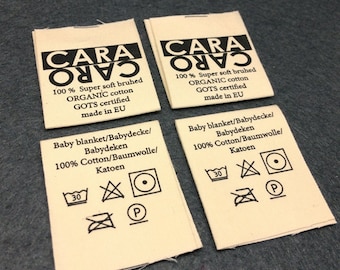 CARA
CARO
100 % Super soft bruhed
ORGANIC cotton
GOTS certified
made in EU
CARA
CARO
100 % Super soft bruhed
ORGANIC cotton
GOTS certified
made in EU
Baby blanket/Babydecke/
Babydeken
100% Cotton/Baumwolle/
Katoen
30
P
Baby blanket/Babydecke/
Babydeken
100% Cotton/Baumwolle/
Katoen
30
P